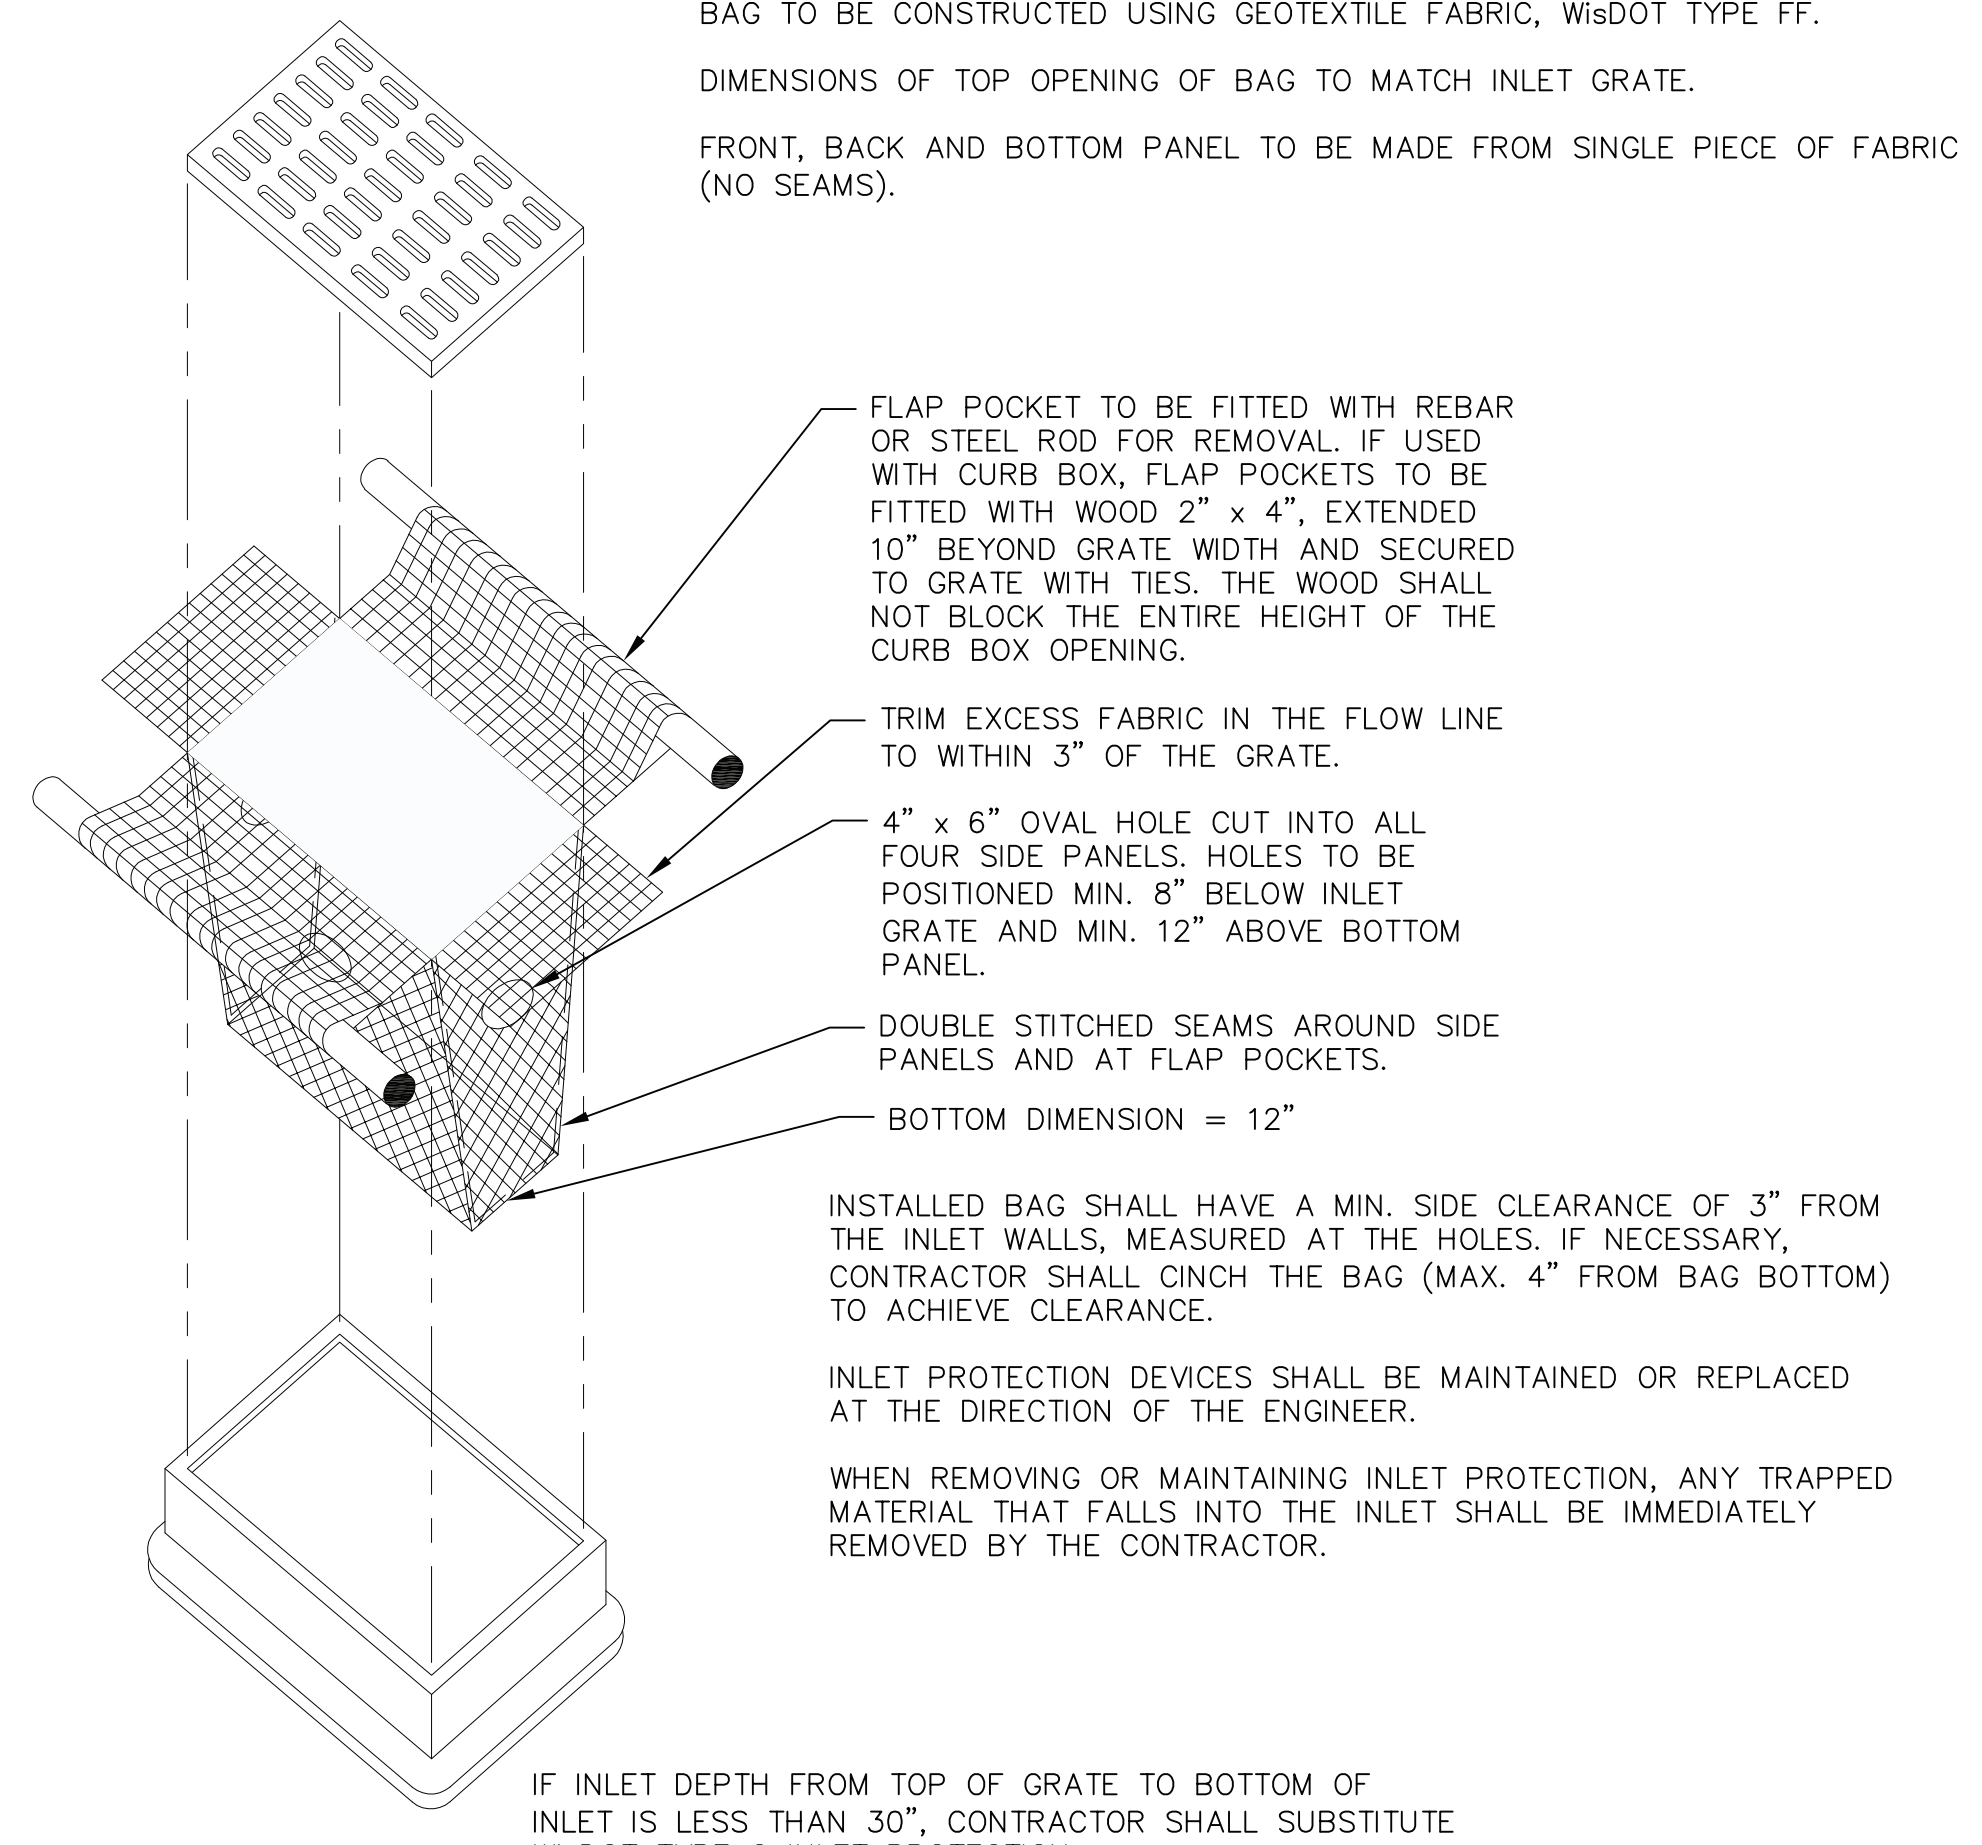 BAG TO BE CONSTRUCTED USING GEOTEXTILE FABRIC, WisDOT TYPE FF.
DIMENSIONS OF TOP OPENING OF BAG TO MATCH INLET GRATE.
FRONT, BACK AND BOTTOM PANEL TO BE MADE FROM SINGLE PIECE OF FABRIC
(NO SEAMS).
FLAP POCKET TO BE FITTED WITH REBAR
OR STEEL ROD FOR REMOVAL. IF USED
WITH CURB BOX, FLAP POCKETS TO BE
FITTED WITH WOOD 2” x 4”, EXTENDED
10” BEYOND GRATE WIDTH AND SECURED
TO GRATE WITH TIES. THE WOOD SHALL
NOT BLOCK THE ENTIRE HEIGHT OF THE
CURB BOX OPENING.
TRIM EXCESS FABRIC IN THE FLOW LINE
TO WITHIN 3” OF THE GRATE.
4” x 6” OVAL HOLE CUT INTO ALL
FOUR SIDE PANELS. HOLES TO BE
POSITIONED MIN. 8” BELOW INLET
GRATE AND MIN. 12” ABOVE BOTTOM
PANEL.
DOUBLE STITCHED SEAMS AROUND SIDE
PANELS AND AT FLAP POCKETS.
BOTTOM DIMENSION = 12”
INSTALLED BAG SHALL HAVE A MIN. SIDE CLEARANCE OF 3” FROM
THE INLET WALLS, MEASURED AT THE HOLES. IF NECESSARY,
CONTRACTOR SHALL CINCH THE BAG (MAX. 4” FROM BAG BOTTOM)
TO ACHIEVE CLEARANCE.
INLET PROTECTION DEVICES SHALL BE MAINTAINED OR REPLACED
AT THE DIRECTION OF THE ENGINEER.
WHEN REMOVING OR MAINTAINING INLET PROTECTION, ANY TRAPPED
MATERIAL THAT FALLS INTO THE INLET SHALL BE IMMEDIATELY
REMOVED BY THE CONTRACTOR.
IF INLET DEPTH FROM TOP OF GRATE TO BOTTOM OF
INLET IS LESS THAN 30”, CONTRACTOR SHALL SUBSTITUTE